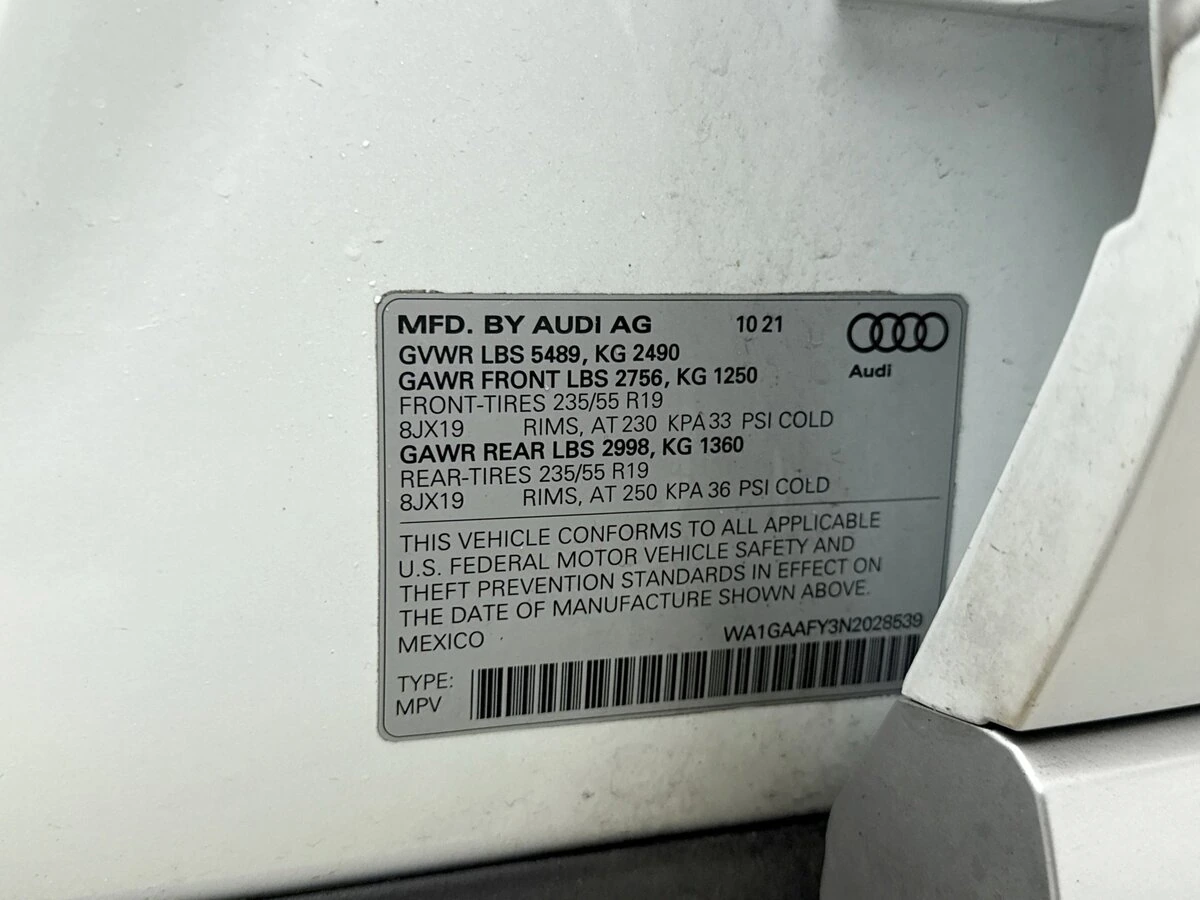 MFD. BY AUDI AG 10 21
Audi
GVWR LBS 5489, KG 2490
GAWR FRONT LBS 2756, KG 1250
FRONT-TIRES 235/55 R19
8JX19 RIMS, AT 230 KPA 33 PSI COLD
GAWR REAR LBS 2998, KG 1360
REAR-TIRES 235/55 R19
8JX19 RIMS, AT 250 KPA 36 PSI COLD
THIS VEHICLE CONFORMS TO ALL APPLICABLE
U.S. FEDERAL MOTOR VEHICLE SAFETY AND
THEFT PREVENTION STANDARDS IN EFFECT ON
THE DATE OF MANUFACTURE SHOWN ABOVE.
MEXICO WA1GAAFY3N2028539
TYPE:
MPV